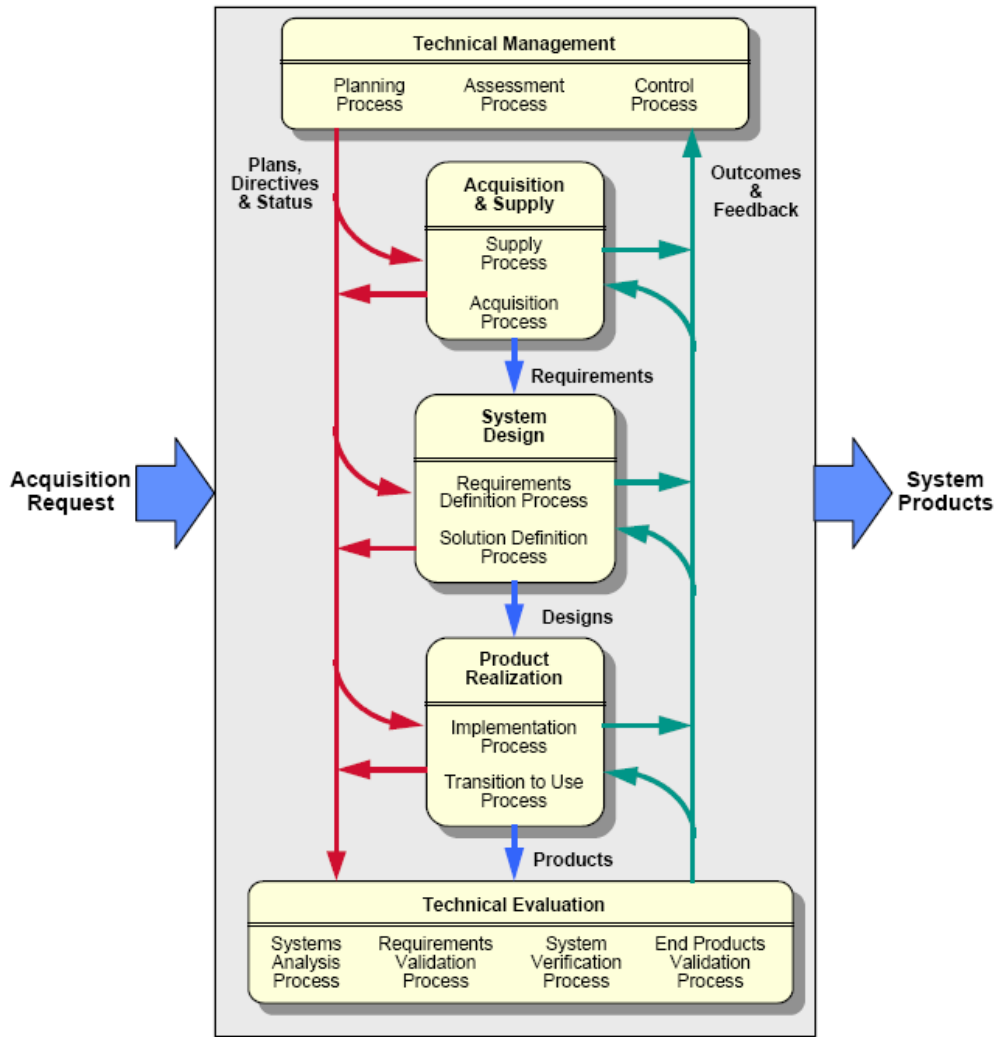 Technical Management
Planning
Process
Assessment
Process
Control
Process
Plans,
Directives
& Status
Outcomes
&
Feedback
Acquisition
& Supply
Supply
Process
Acquisition
Process
Requirements
System
Design
Requirements
Definition Process
Solution Definition
Process
Acquisition
Request
System
Products
Designs
Product
Realization
Implementation
Process
Transition to Use
Process
Products
Technical Evaluation
Systems
Analysis
Process
Requirements
Validation
Process
System
Verification
Process
End Products
Validation
Process